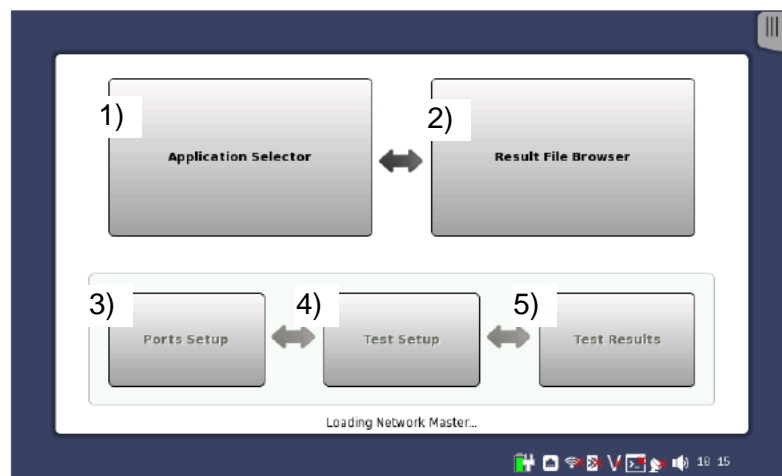 1)
2)
Application Selector
Result File Browser
3)
4)
5)
Ports Setup
Test Setup
Test Results
Loading Network Master...
10 15